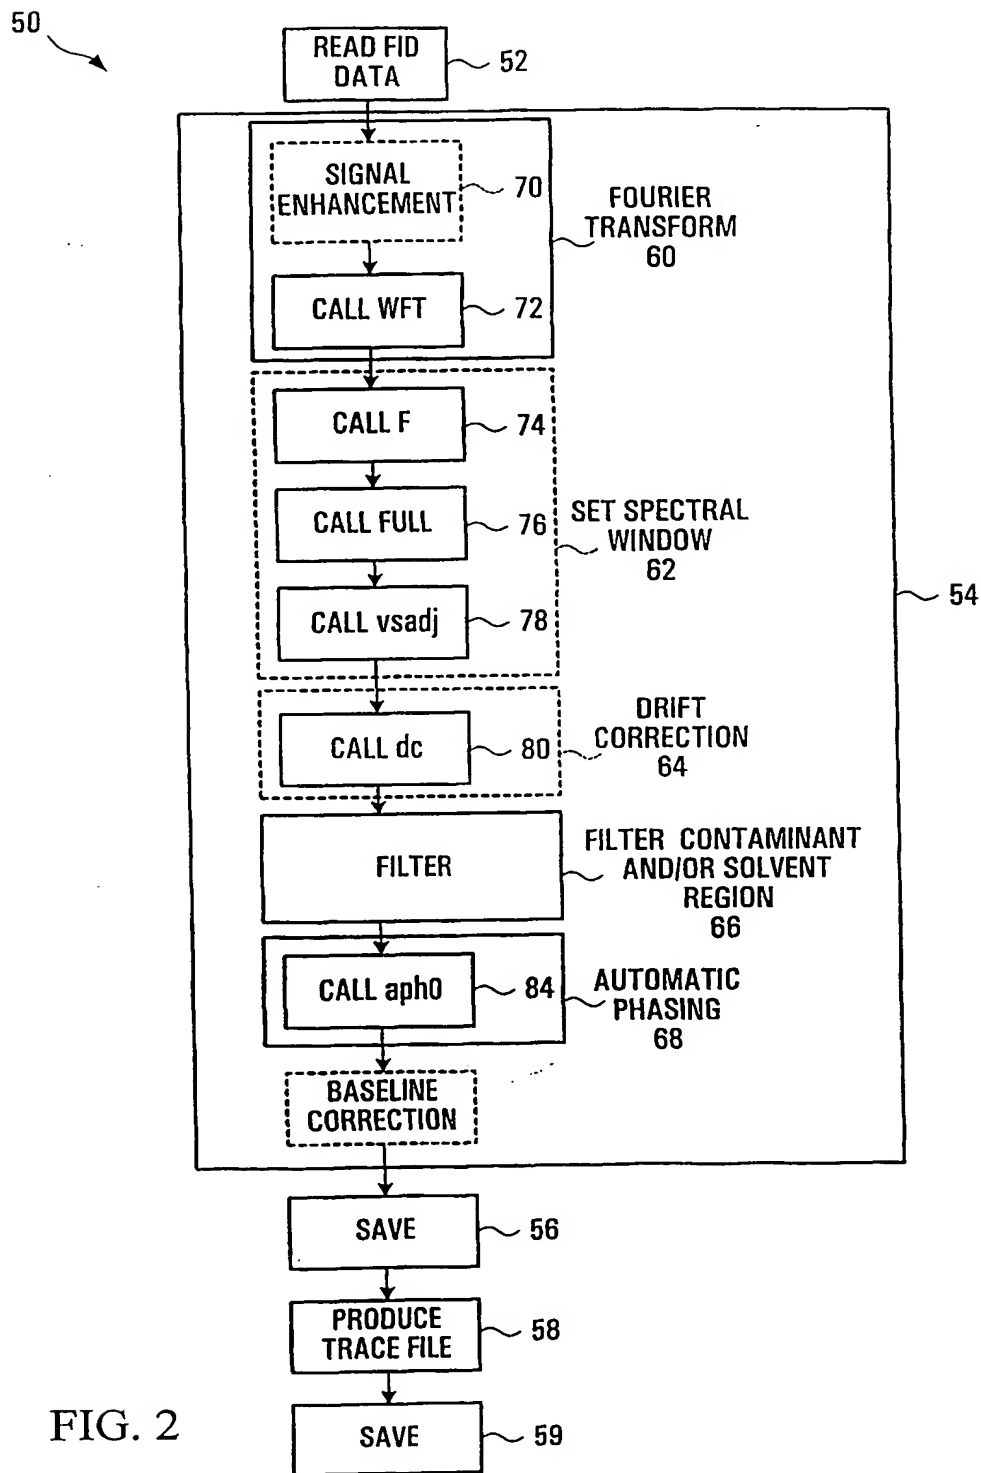 50
READ FID
DATA
52
SIGNAL
ENHANCEMENT
70
FOURIER
TRANSFORM
60
CALL WFT
72
CALL F
74
CALL FULL
76
SET SPECTRAL
WINDOW
62
CALL vsadj
78
54
DRIFT
CORRECTION
64
CALL dc
80
FILTER
FILTER CONTAMINANT
AND/OR SOLVENT
REGION
66
CALL aph0
84
AUTOMATIC
PHASING
68
BASELINE
CORRECTION
SAVE
56
PRODUCE
TRACE FILE
58
SAVE
59
FIG. 2